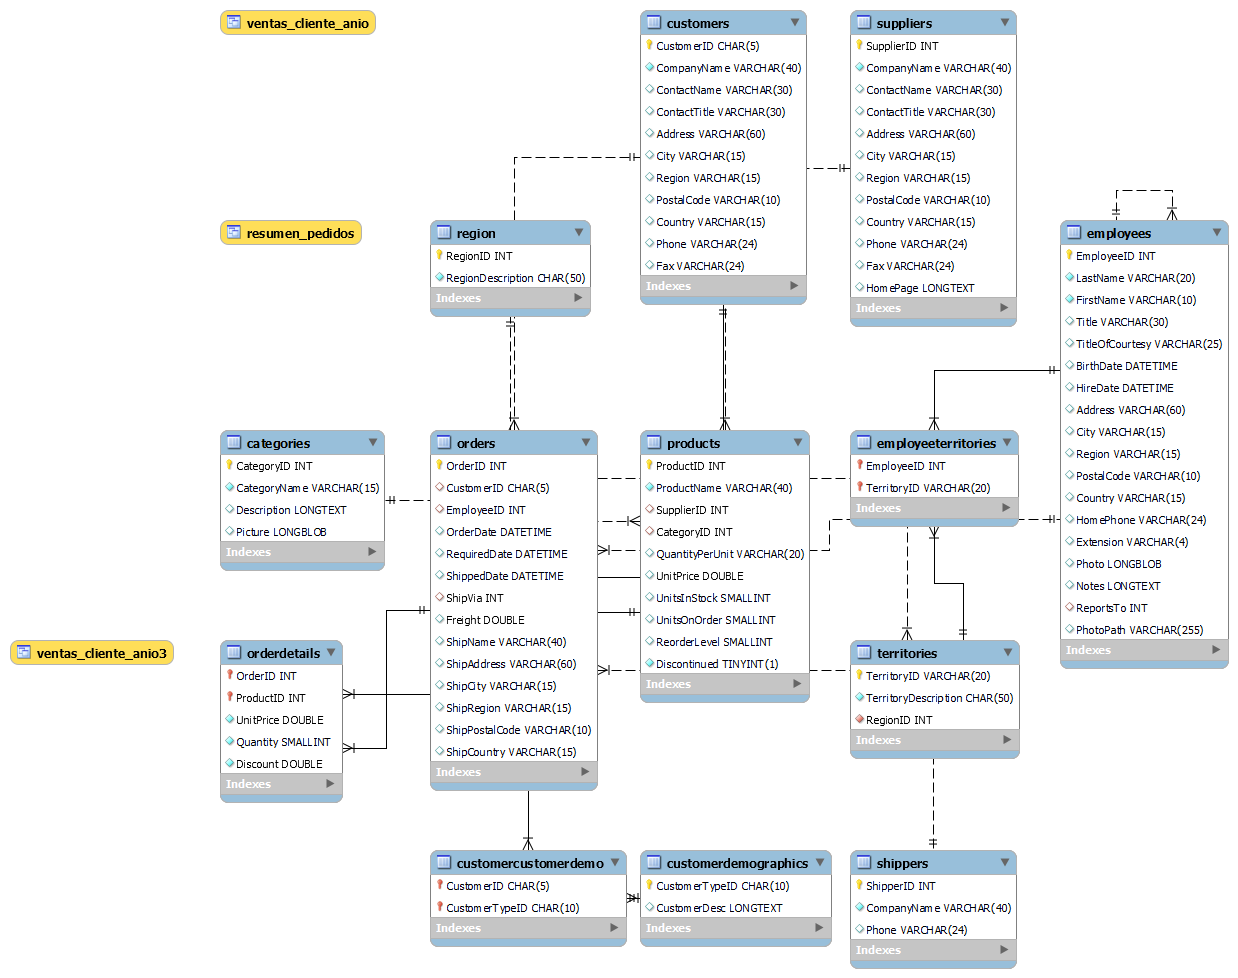 ventas_cliente_anio
customers
CustomerID CHAR(5)
CompanyName VARCHAR(40)
ContactName VARCHAR(30)
ContactTitle VARCHAR(30)
Address VARCHAR(60)
City VARCHAR(15)
Region VARCHAR(15)
PostalCode VARCHAR(10)
Country VARCHAR(15)
Phone VARCHAR(24)
Fax VARCHAR(24)
Indexes
suppliers
SupplierID INT
CompanyName VARCHAR(40)
ContactName VARCHAR(30)
ContactTitle VARCHAR(30)
Address VARCHAR(60)
City VARCHAR(15)
Region VARCHAR(15)
PostalCode VARCHAR(10)
Country VARCHAR(15)
Phone VARCHAR(24)
Fax VARCHAR(24)
HomePage LONGTEXT
Indexes
resumen_pedidos
region
RegionID INT
RegionDescription CHAR(50)
Indexes
employees
EmployeeID INT
LastName VARCHAR(20)
FirstName VARCHAR(10)
Title VARCHAR(30)
TitleOfCourtesy VARCHAR(25)
BirthDate DATETIME
HireDate DATETIME
Address VARCHAR(60)
City VARCHAR(15)
Region VARCHAR(15)
PostalCode VARCHAR(10)
Country VARCHAR(15)
HomePhone VARCHAR(24)
Extension VARCHAR(4)
Photo LONGBLOB
Notes LONGTEXT
ReportsTo INT
PhotoPath VARCHAR(255)
Indexes
categories
CategoryID INT
CategoryName VARCHAR(15)
Description LONGTEXT
Picture LONGBLOB
Indexes
orders
OrderID INT
CustomerID CHAR(5)
EmployeeID INT
OrderDate DATETIME
RequiredDate DATETIME
ShippedDate DATETIME
ShipVia INT
Freight DOUBLE
ShipName VARCHAR(40)
ShipAddress VARCHAR(60)
ShipCity VARCHAR(15)
ShipRegion VARCHAR(15)
ShipPostalCode VARCHAR(10)
ShipCountry VARCHAR(15)
Indexes
products
ProductID INT
ProductName VARCHAR(40)
SupplierID INT
CategoryID INT
QuantityPerUnit VARCHAR(20)
UnitPrice DOUBLE
UnitsInStock SMALLINT
UnitsOnOrder SMALLINT
ReorderLevel SMALLINT
Discontinued TINYINT(1)
Indexes
employeeterritories
EmployeeID INT
TerritoryID VARCHAR(20)
Indexes
ventas_cliente_anio3
orderdetails
OrderID INT
ProductID INT
UnitPrice DOUBLE
Quantity SMALLINT
Discount DOUBLE
Indexes
territories
TerritoryID VARCHAR(20)
TerritoryDescription CHAR(50)
RegionID INT
Indexes
customercustomerdemo
CustomerID CHAR(5)
CustomerTypeID CHAR(10)
Indexes
customerdemographics
CustomerTypeID CHAR(10)
CustomerDesc LONGTEXT
Indexes
shippers
ShipperID INT
CompanyName VARCHAR(40)
Phone VARCHAR(24)
Indexes